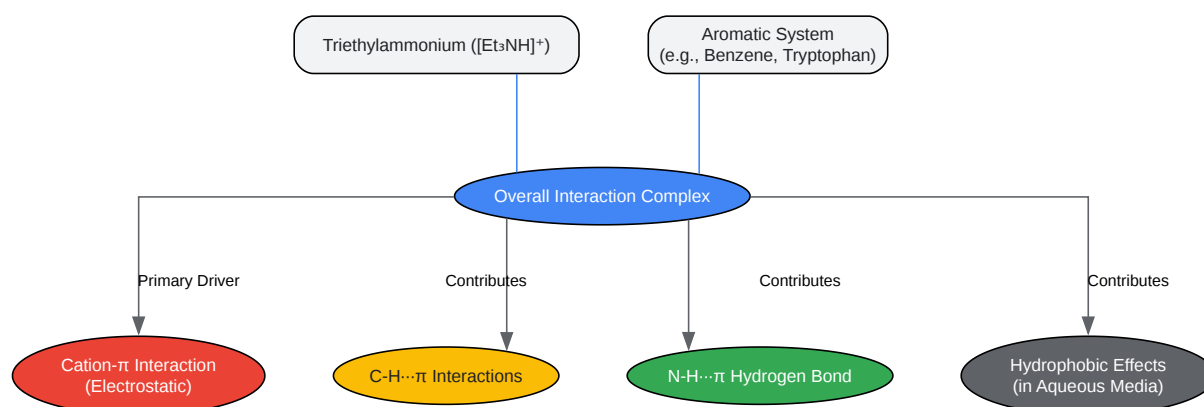 Triethylammonium ([Et₃NH]⁺)
Aromatic System
(e.g., Benzene, Tryptophan)
Overall Interaction Complex
Primary Driver
Contributes
Contributes
Contributes
Cation-π Interaction
(Electrostatic)
C-H···π Interactions
N-H···π Hydrogen Bond
Hydrophobic Effects
(in Aqueous Media)